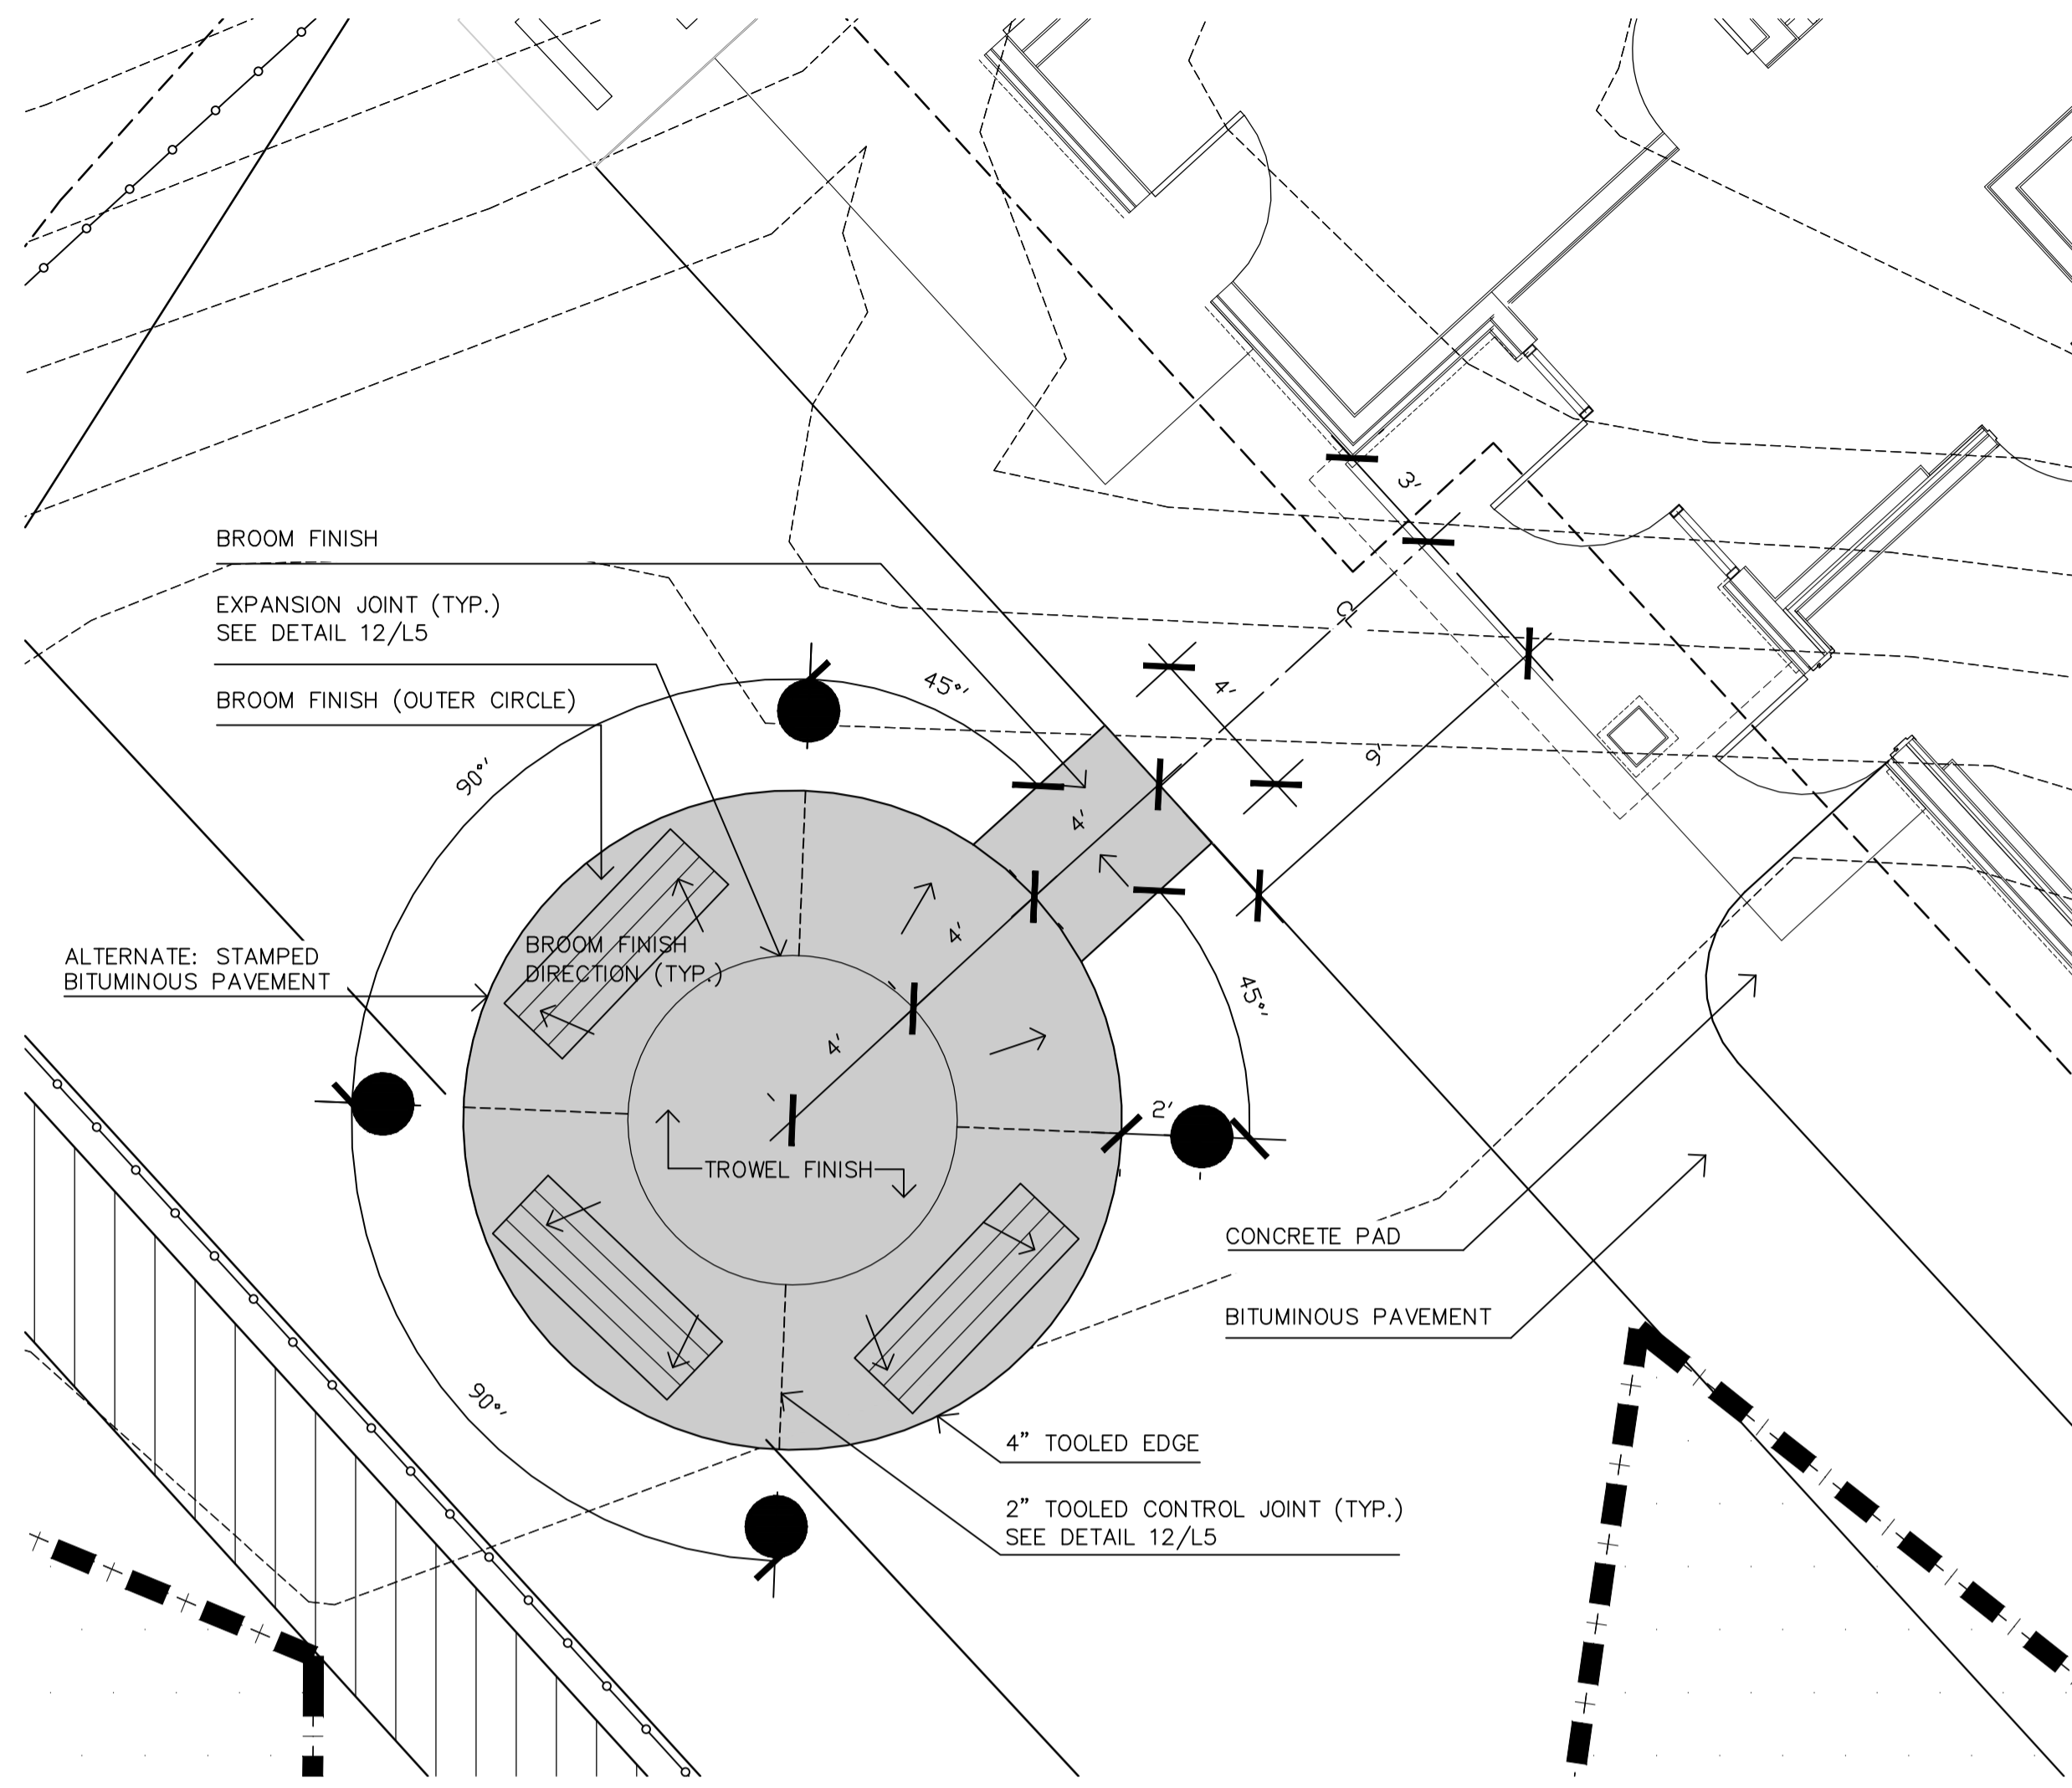 BROOM FINISH
EXPANSION JOINT (TYP.)
SEE DETAIL 12/L5
BROOM FINISH (OUTER CIRCLE)
3'
CL
4'
9'
45°'
90°'
4'
4'
BROOM FINISH
DIRECTION (TYP.)
ALTERNATE: STAMPED
BITUMINOUS PAVEMENT
45°'
4'
2'
TROWEL FINISH
CONCRETE PAD
BITUMINOUS PAVEMENT
90°'
4" TOOLED EDGE
2" TOOLED CONTROL JOINT (TYP.)
SEE DETAIL 12/L5